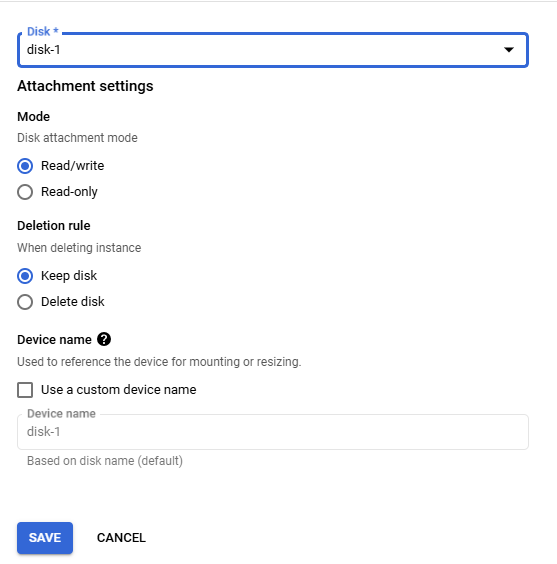 Disk *
disk-1
Attachment settings
Mode
Disk attachment mode
Read/write
Read-only
Deletion rule
When deleting instance
Keep disk
Delete disk
Device name ?
Used to reference the device for mounting or resizing.
Use a custom device name
Device name
disk-1
Based on disk name (default)
SAVE CANCEL